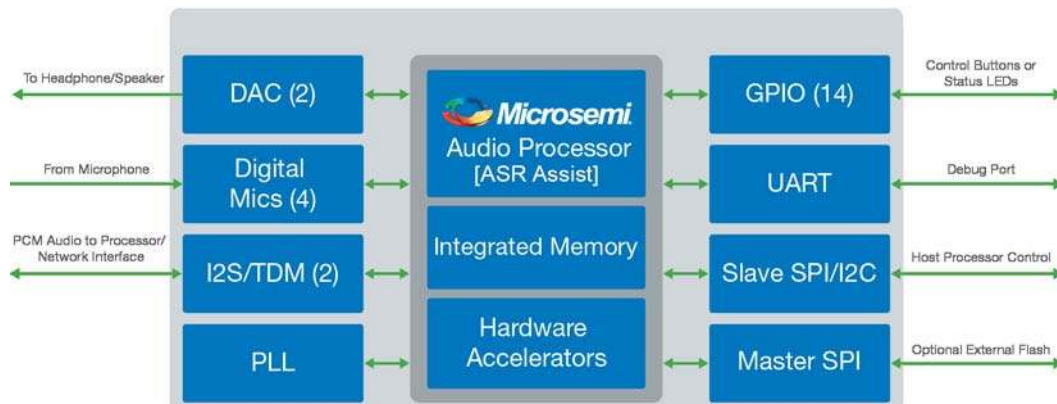 To Headphone/Speaker
DAC (2)
From Microphone
Digital
Mics (4)
PCM Audio to Processor/
Network Interface
I2S/TDM (2)
PLL
Microsemi.
Audio Processor
[ASR Assist]
Integrated Memory
Hardware
Accelerators
GPIO (14)
Control Buttons or
Status LEDs
UART
Debug Port
Slave SPI/I2C
Host Processor Control
Master SPI
Optional External Flash